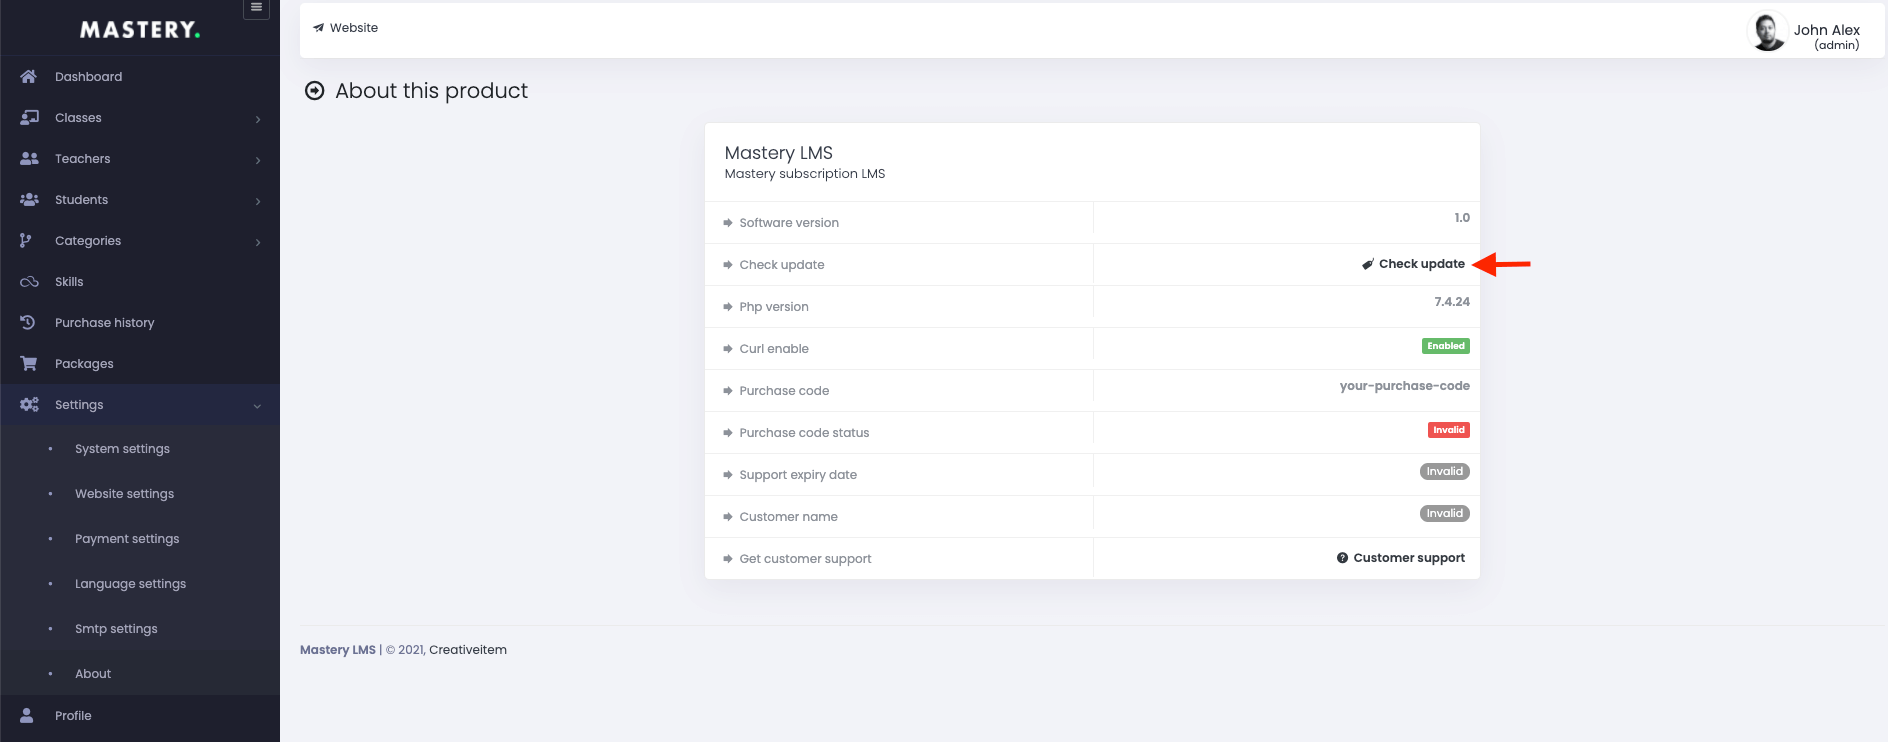 MASTERY.
Dashboard
Classes
Teachers
Students
Categories
Skills
Purchase history
Packages
Settings
System settings
Website settings
Payment settings
Language settings
Smtp settings
About
Profile
Website
John Alex
(admin)
About this product
Mastery LMS
Mastery subscription LMS
Software version 1.0
Check update Check update
Php version 7.4.24
Curl enable Enabled
Purchase code your-purchase-code
Purchase code status Invalid
Support expiry date Invalid
Customer name Invalid
Get customer support Customer support
Mastery LMS | © 2021, Creativeitem